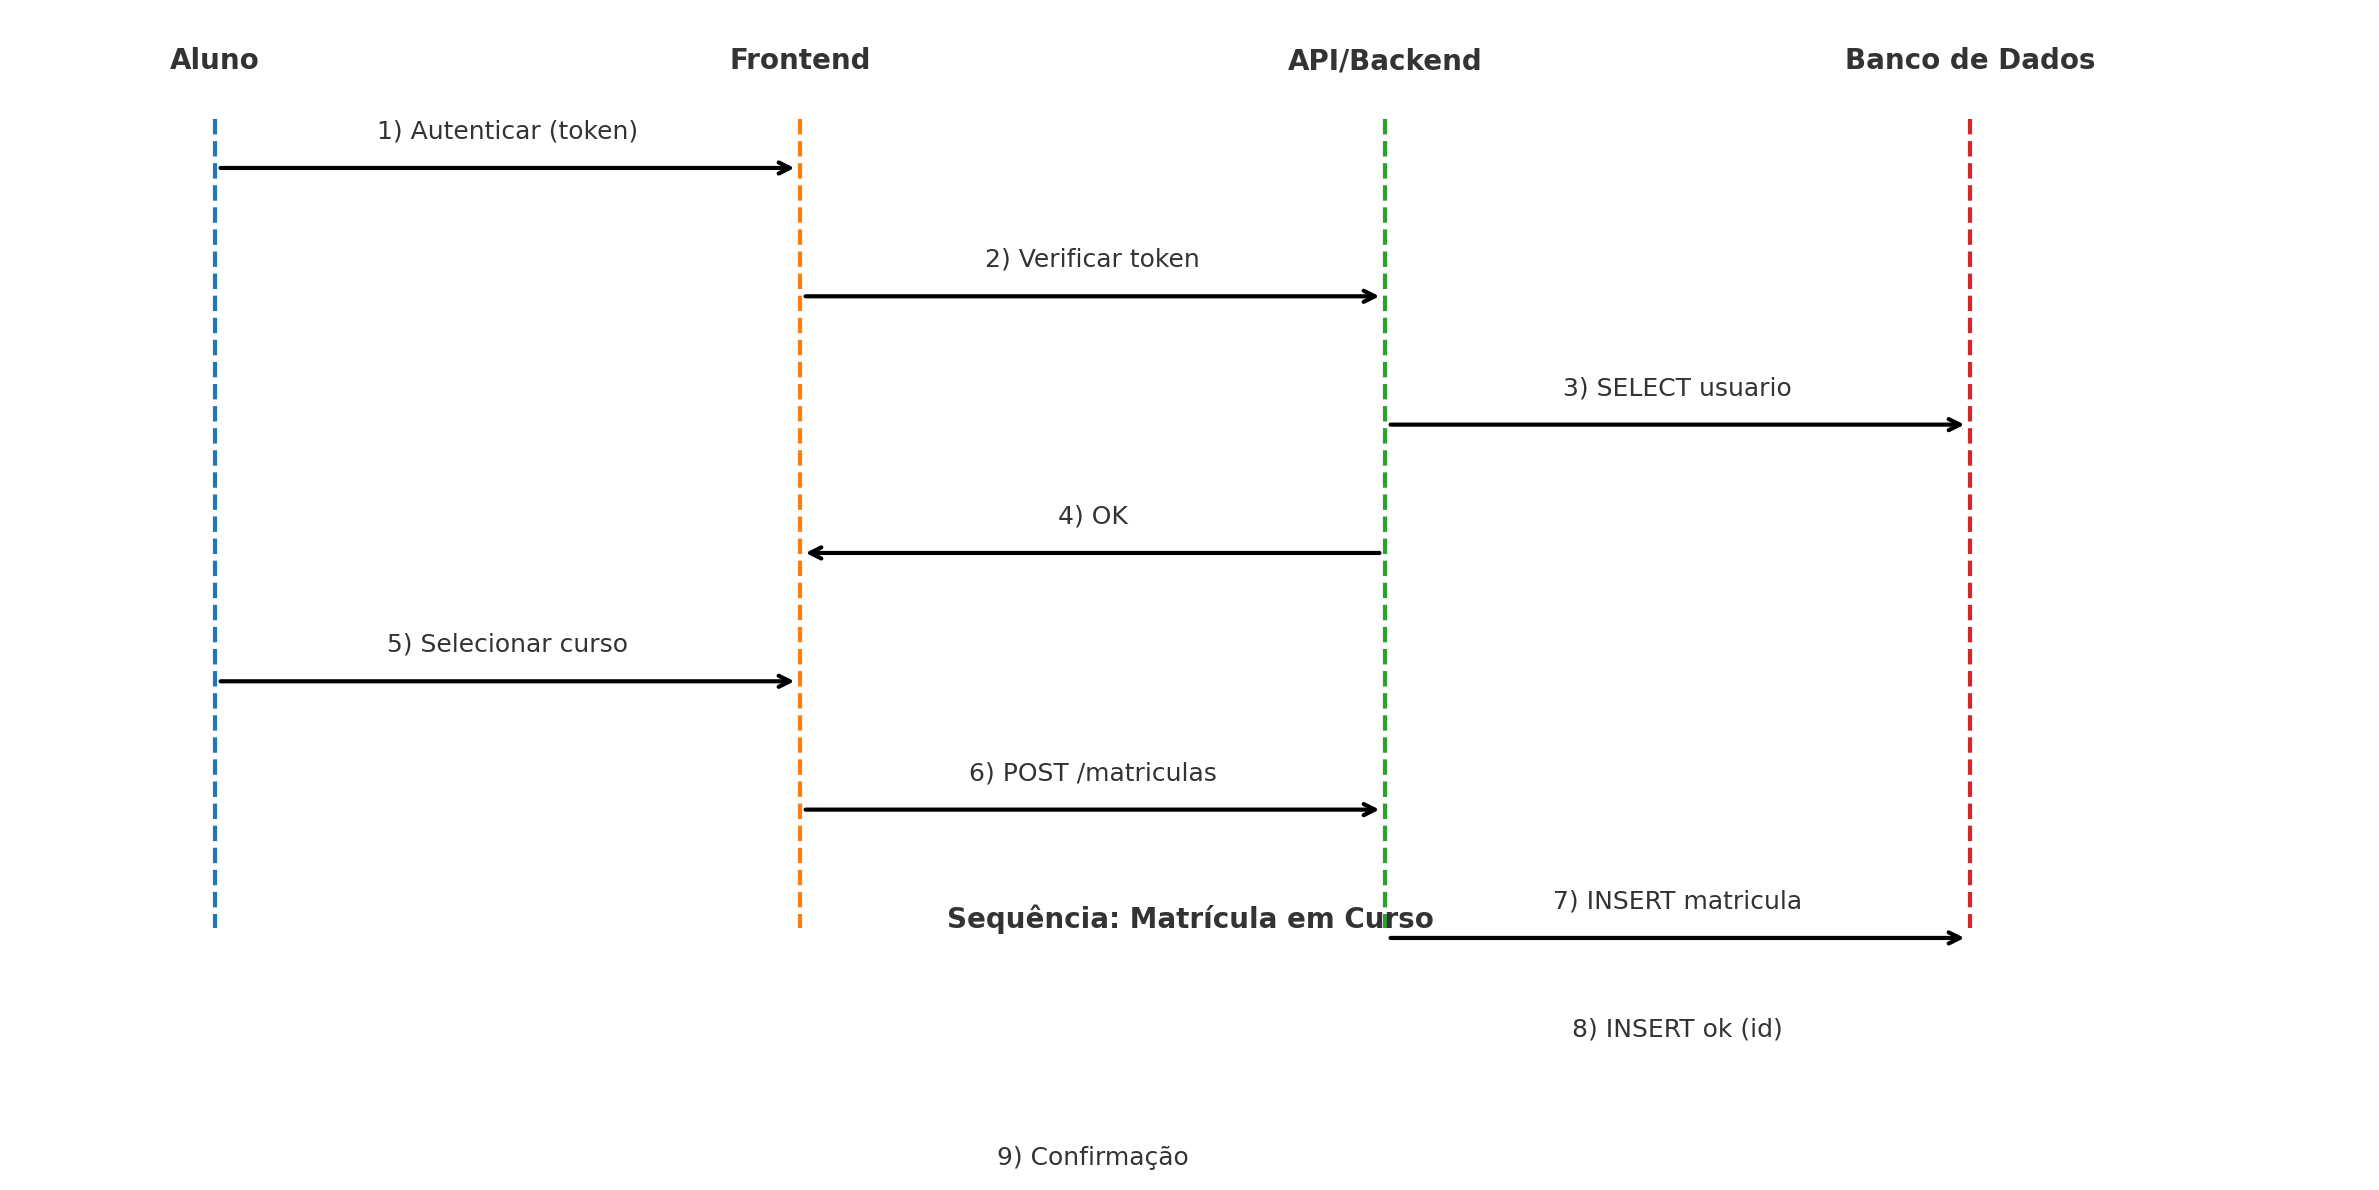 Aluno
Frontend
API/Backend
Banco de Dados
1) Autenticar (token)
2) Verificar token
3) SELECT usuario
4) OK
5) Selecionar curso
6) POST /matriculas
7) INSERT matricula
Sequência: Matrícula em Curso
8) INSERT ok (id)
9) Confirmação